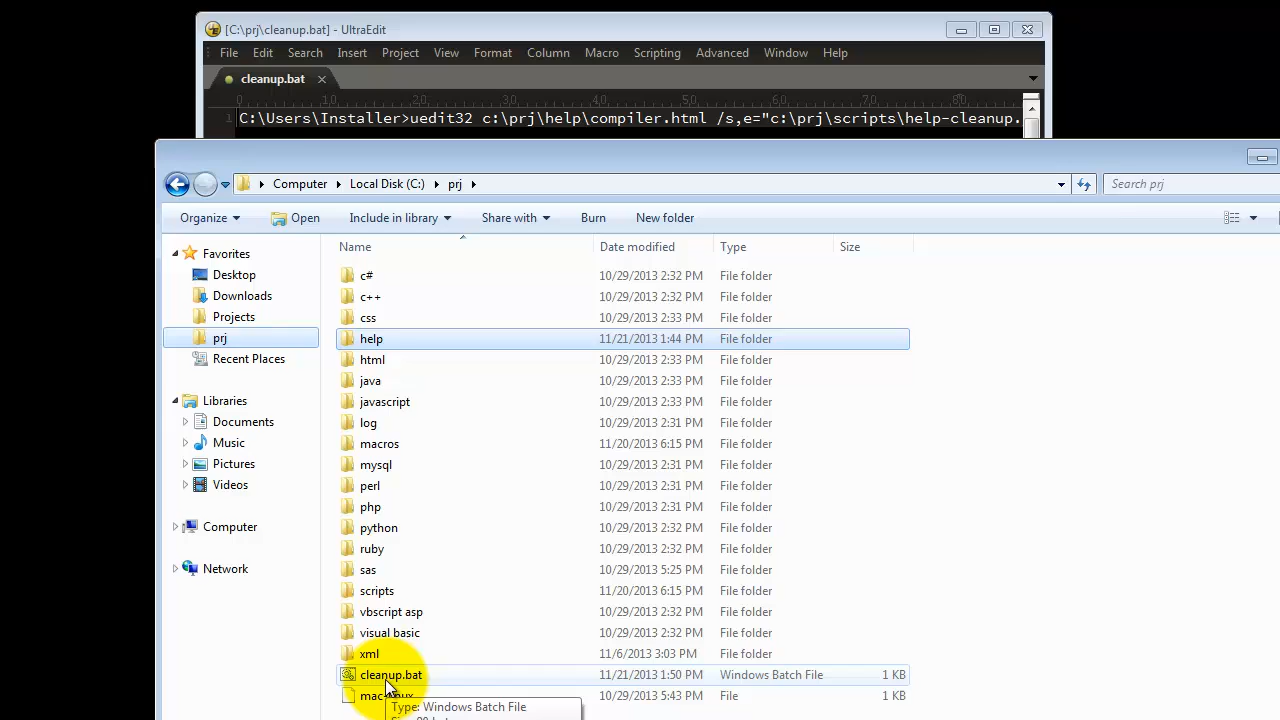 [C:\prj\cleanup.bat] - UltraEdit
File Edit Search Insert Project View Format Column Macro Scripting Advanced Window Help
cleanup.bat
0 10 20 30 40 50 60 70 80
1 C:\Users\Installer>uedit32 c:\prj\help\compiler.html /s,e="c:\prj\scripts\help-cleanup.
Computer Local Disk (C:) prj Search prj
Organize Open Include in library Share with Burn New folder
Name Date modified Type Size
Favorites
Desktop
Downloads
Projects
prj
Recent Places
Libraries
Documents
Music
Pictures
Videos
Computer
Network
c# 10/29/2013 2:32 PM File folder
c++ 10/29/2013 2:32 PM File folder
css 10/29/2013 2:33 PM File folder
help 11/21/2013 1:44 PM File folder
html 10/29/2013 2:33 PM File folder
java 10/29/2013 2:33 PM File folder
javascript 10/29/2013 2:33 PM File folder
log 10/29/2013 2:31 PM File folder
macros 11/20/2013 6:15 PM File folder
mysql 10/29/2013 2:31 PM File folder
perl 10/29/2013 2:31 PM File folder
php 10/29/2013 2:31 PM File folder
python 10/29/2013 2:32 PM File folder
ruby 10/29/2013 2:32 PM File folder
sas 10/29/2013 5:25 PM File folder
scripts 11/20/2013 6:15 PM File folder
vbscript asp 10/29/2013 2:32 PM File folder
visual basic 10/29/2013 2:32 PM File folder
xml 11/6/2013 3:03 PM File folder
cleanup.bat 11/21/2013 1:50 PM Windows Batch File 1 KB
10/29/2013 5:43 PM File 1 KB
Type: Windows Batch File